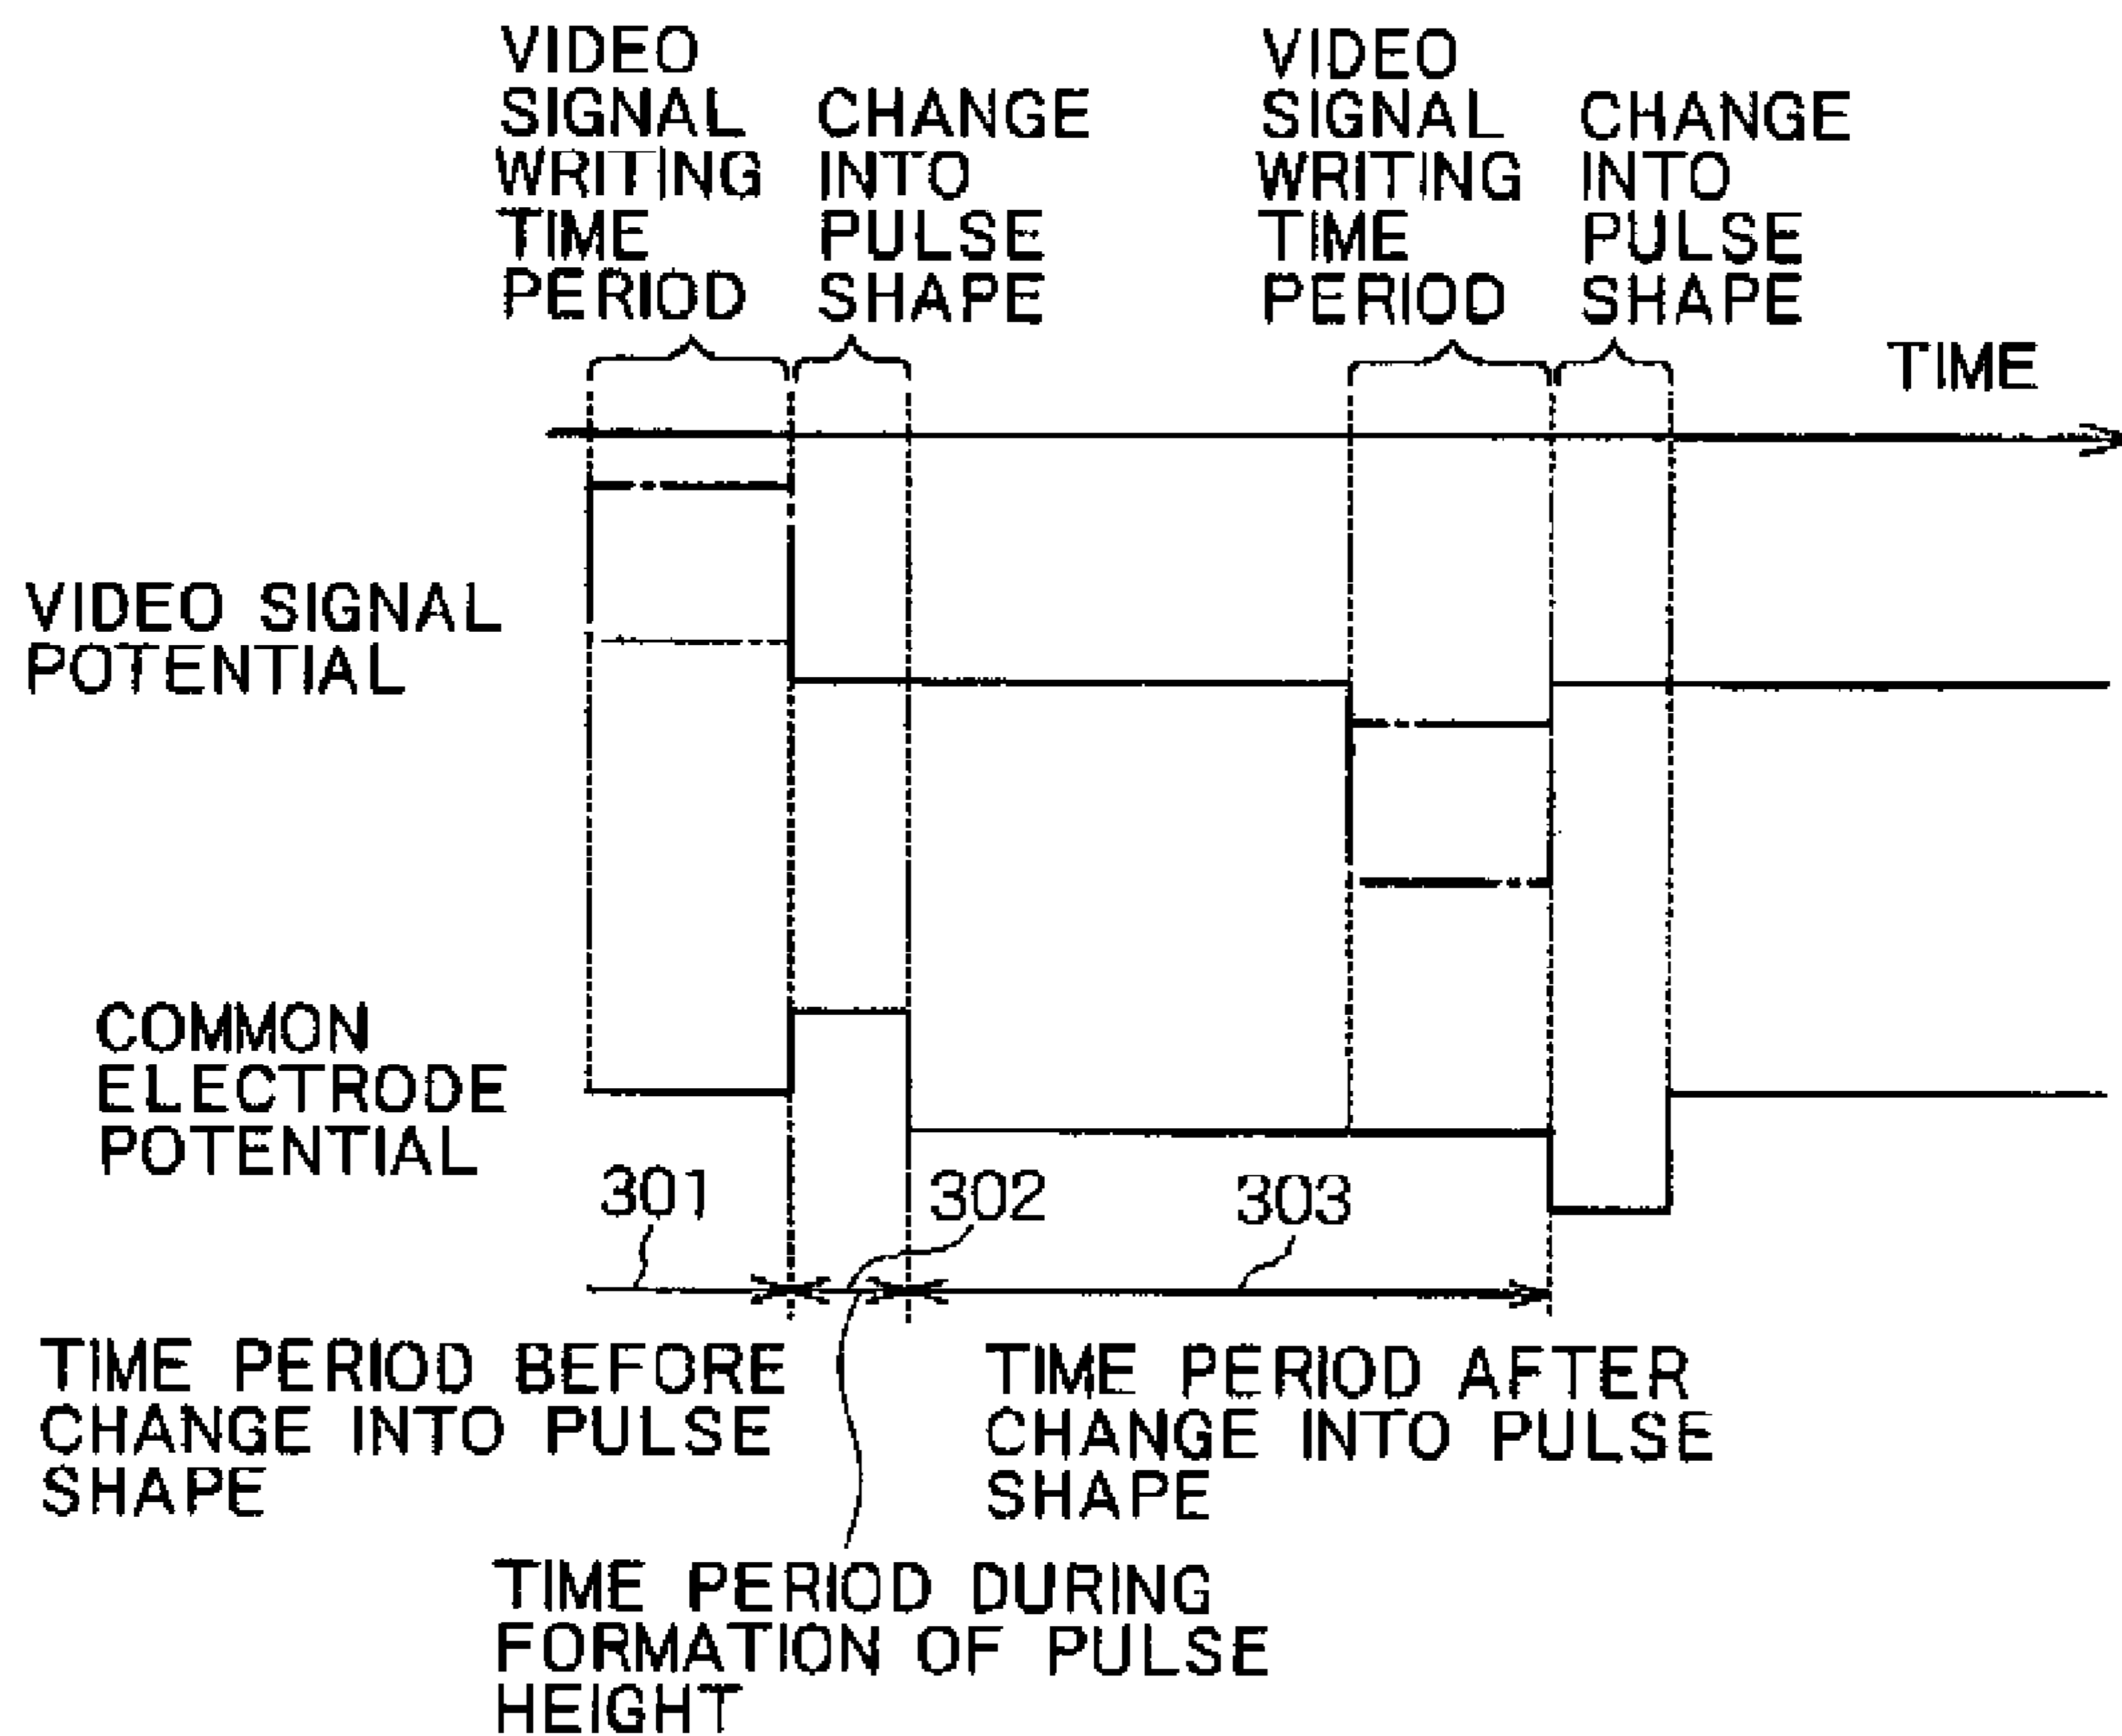 VIDEO
SIGNAL
WRITING
TIME
PERIOD
CHANGE
INTO
PULSE
SHAPE
VIDEO
SIGNAL
WRITING
TIME
PERIOD
CHANGE
INTO
PULSE
SHAPE
TIME
VIDEO SIGNAL
POTENTIAL
COMMON
ELECTRODE
POTENTIAL
301
302
303
TIME PERIOD BEFORE
CHANGE INTO PULSE
SHAPE
TIME PERIOD AFTER
CHANGE INTO PULSE
SHAPE
TIME PERIOD DURING
FORMATION OF PULSE
HEIGHT